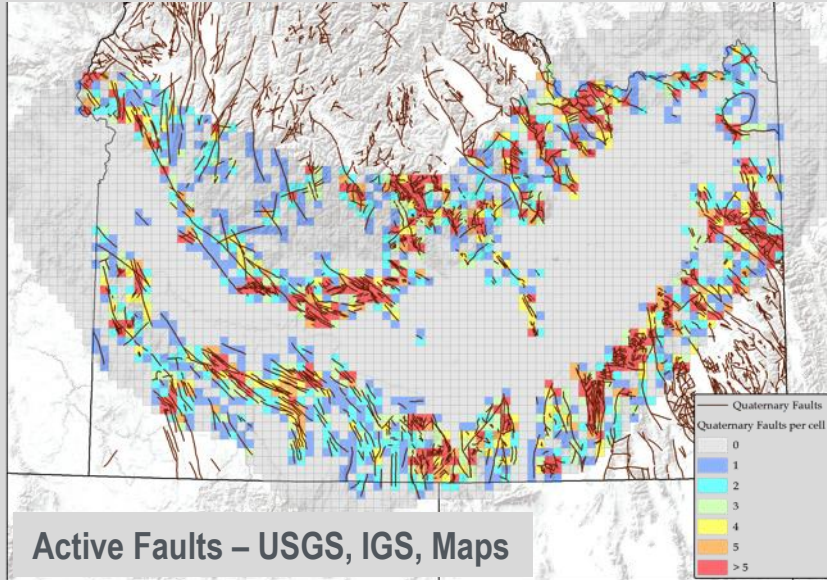 Quaternary Faults
Quaternary Faults per cell
0
1
2
3
4
5
> 5
Active Faults – USGS, IGS, Maps